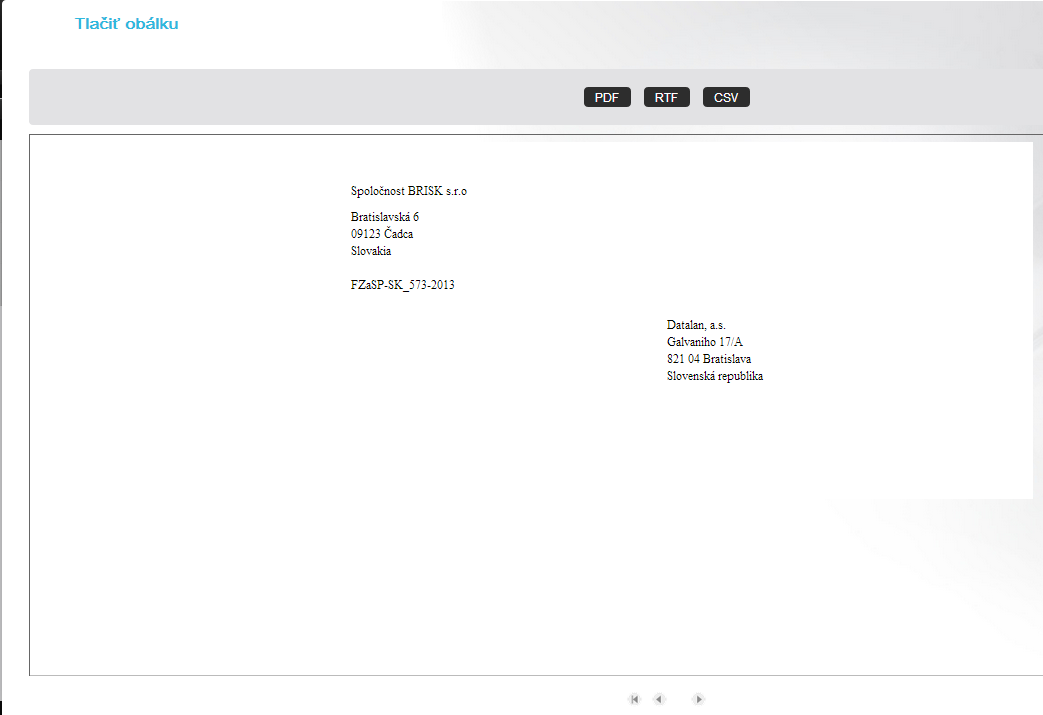 Tlačiť obálku
PDF RTF CSV
Spoločnost BRISK s.r.o
Bratislavská 6
09123 Čadca
Slovakia
FZaSP-SK_573-2013
Datalan, a.s.
Galvaniho 17/A
821 04 Bratislava
Slovenská republika